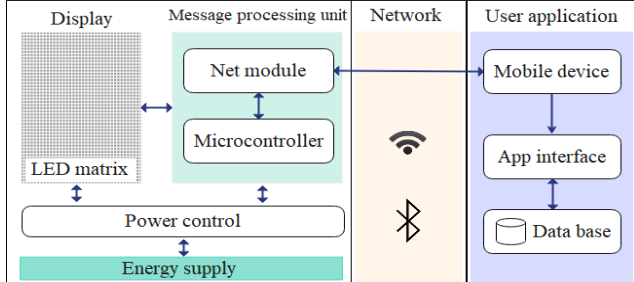 Display
Message processing unit
Network
User application
Net module
Mobile device
Microcontroller
App interface
LED matrix
Power control
Data base
Energy supply